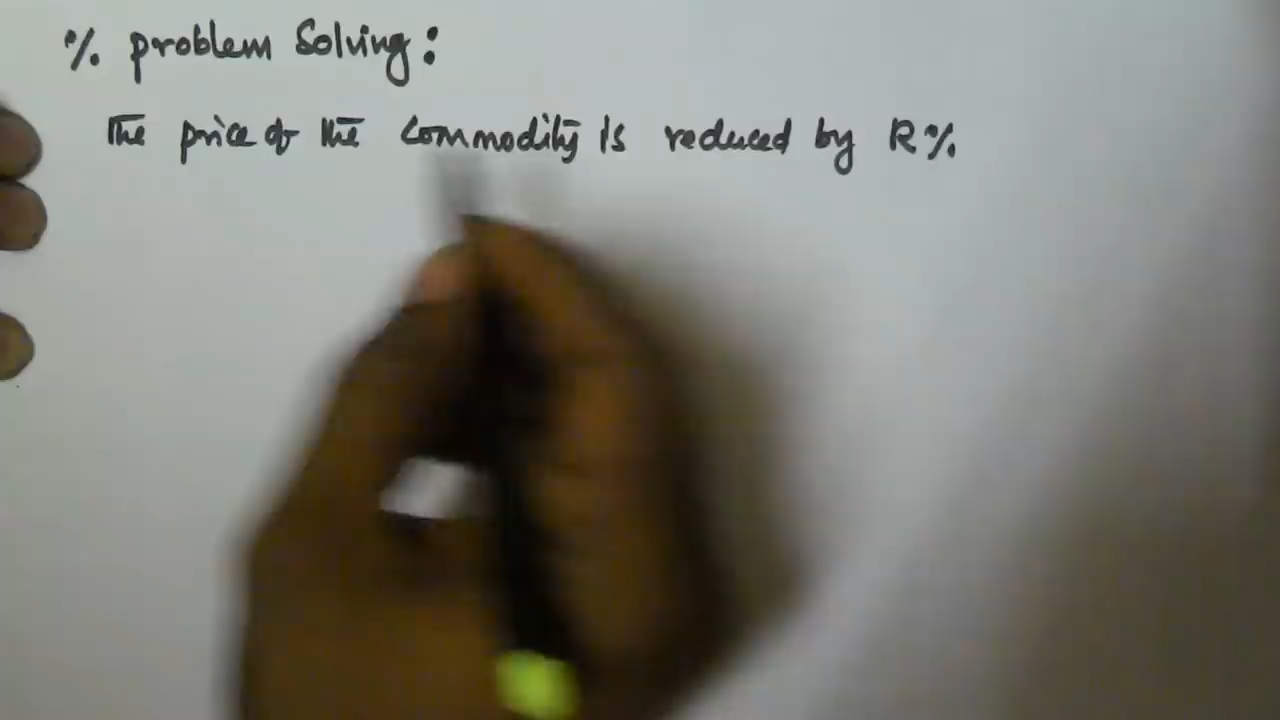 % problem Solving:
The price of the commodity is reduced by R%